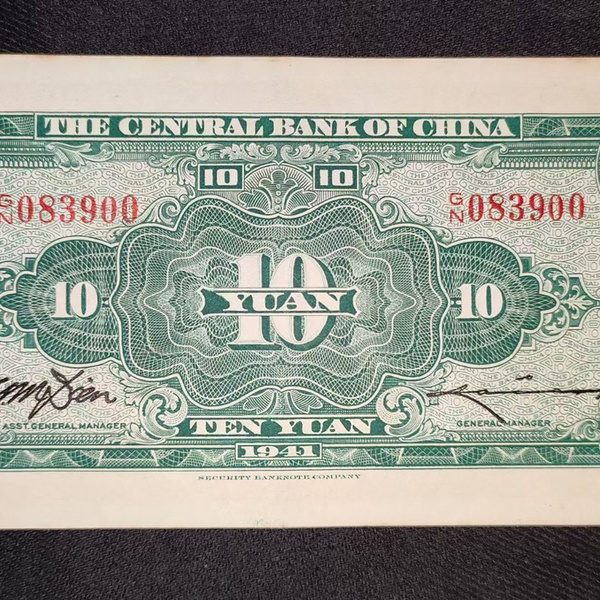 THE CENTRAL BANK OF CHINA
10 10
G/N 083900 G/N 083900
10 10 YUAN 10
ASST. GENERAL MANAGER GENERAL MANAGER
TEN YUAN
1941
SECURITY BANKNOTE COMPANY